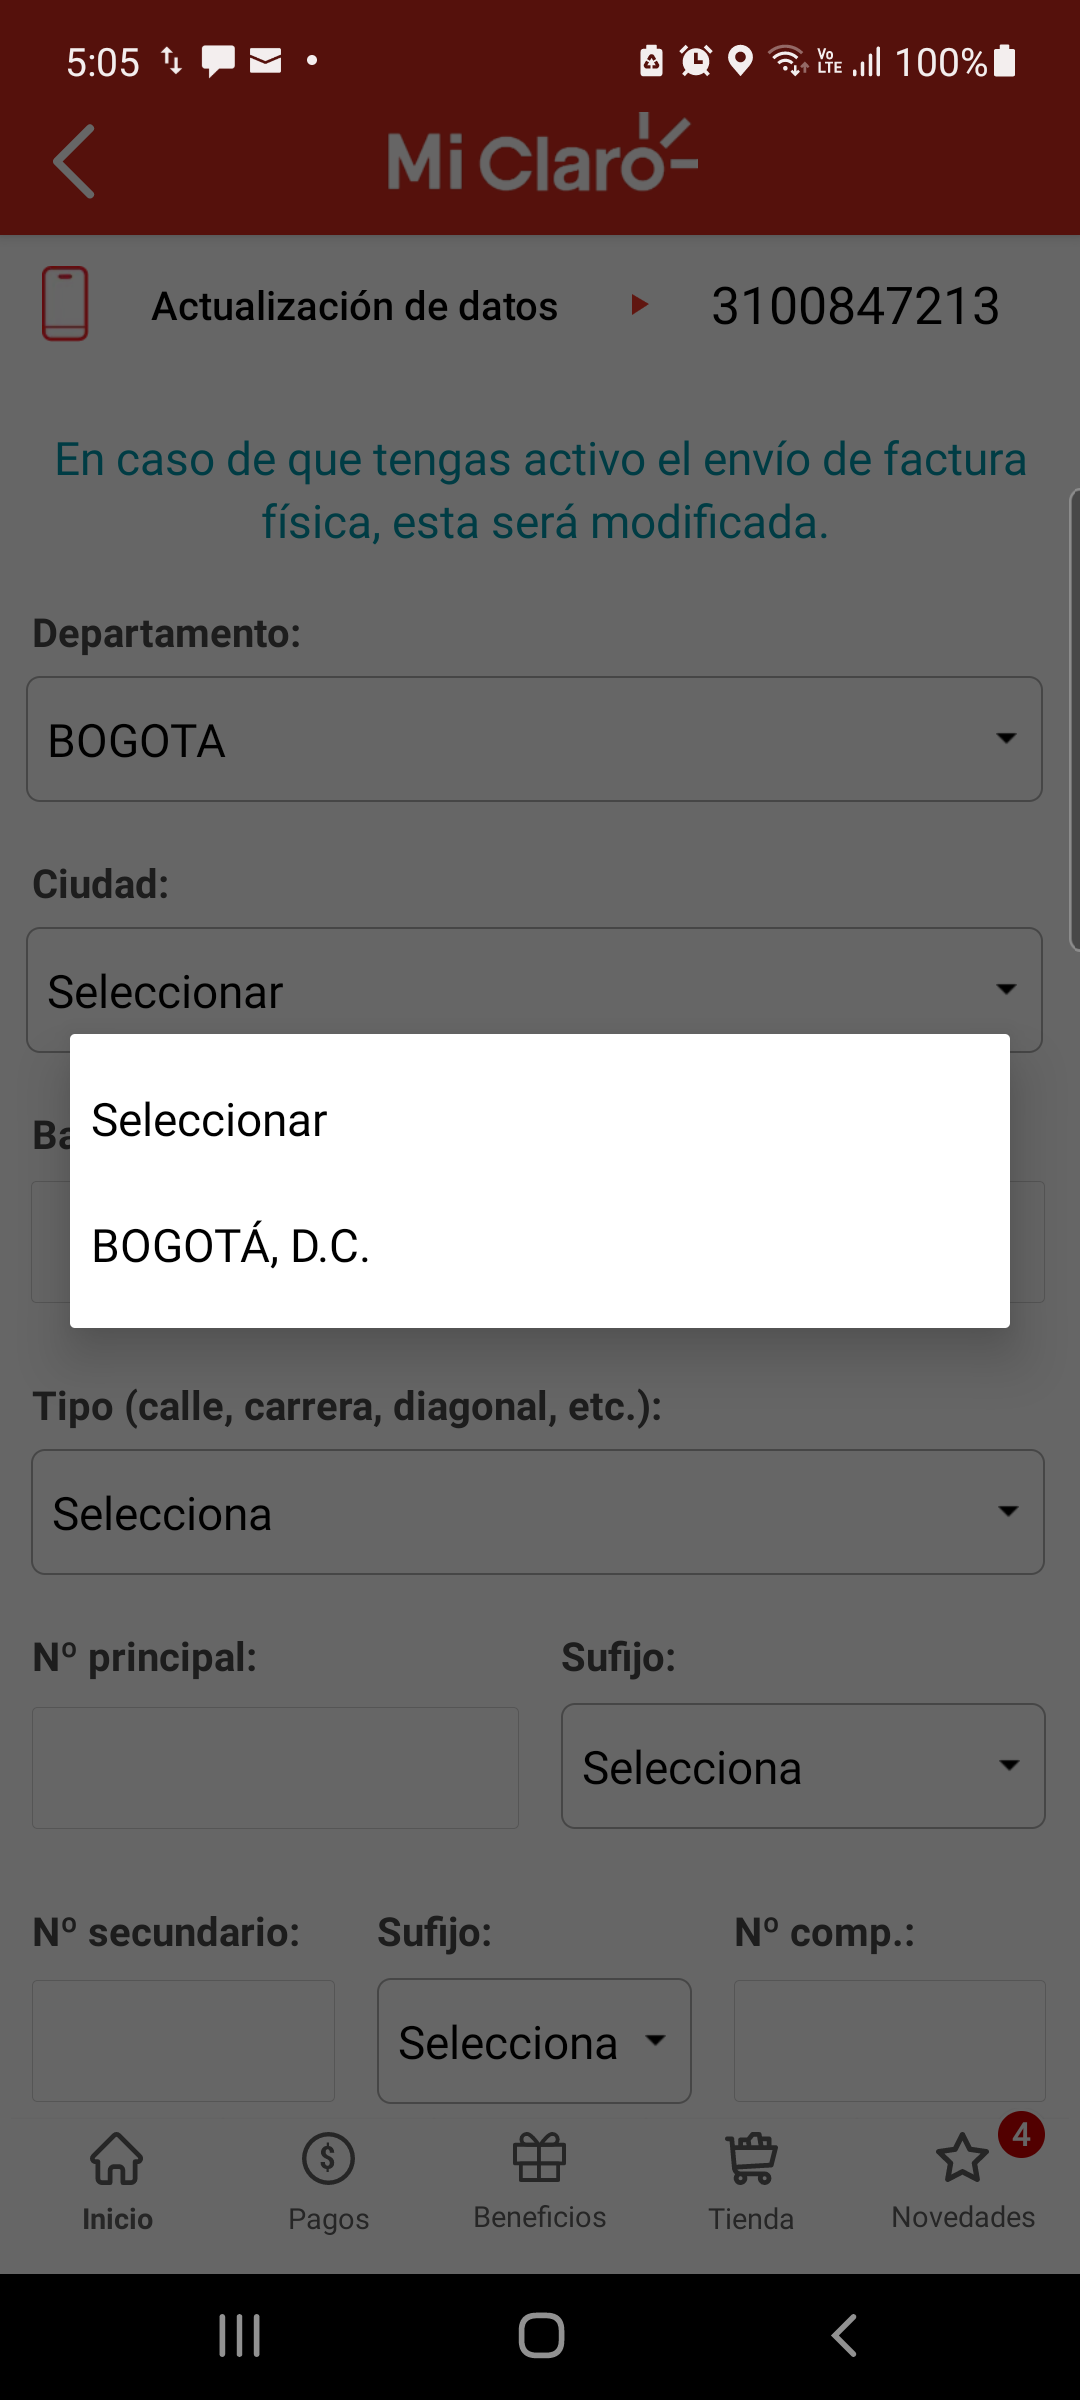 5:05
Vo LTE
100%
Mi Claro
Actualización de datos
3100847213
En caso de que tengas activo el envío de factura
física, esta será modificada.
Departamento:
BOGOTA
Ciudad:
Seleccionar
Seleccionar
Ba
BOGOTÁ, D.C.
Tipo (calle, carrera, diagonal, etc.):
Selecciona
Nº principal:
Sufijo:
Selecciona
Nº secundario:
Sufijo:
Nº comp.:
Selecciona
4
Inicio
Pagos
Beneficios
Tienda
Novedades